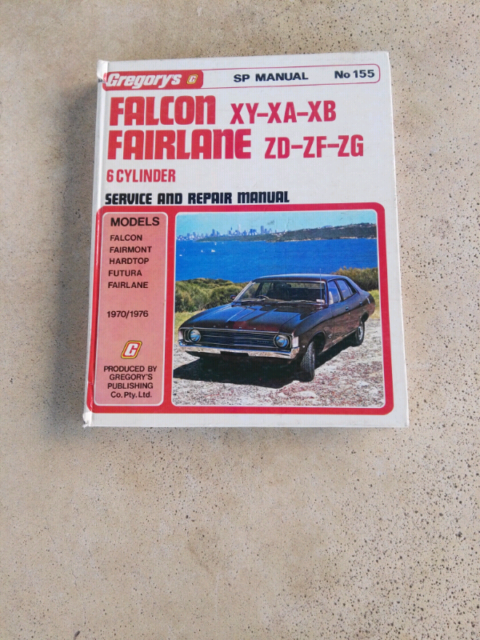 Gregory's G SP MANUAL No 155
FALCON XY-XA-XB
FAIRLANE ZD-ZF-ZG
6 CYLINDER
SERVICE AND REPAIR MANUAL
MODELS
FALCON
FAIRMONT
HARDTOP
FUTURA
FAIRLANE
1970/1976
G
PRODUCED BY
GREGORY'S
PUBLISHING
Co. Pty. Ltd.